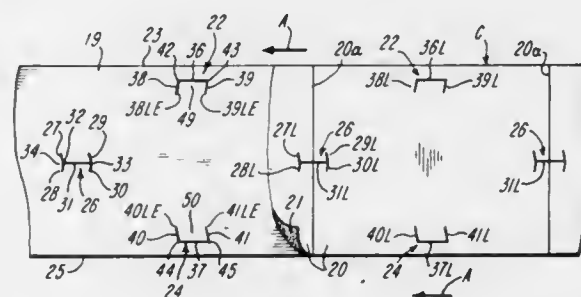 A
19 23 42 36 22 43 20a 22 36L C 20a
38 39 38L 39L
38LE 49 39LE
27 32 29 27L 26 29L 26
34 33 28L 30L
28 31 26 30 31L 31L
40LE 50 41LE 21
40 41 40L 41L
25 44 24 37 45 20 24 37L
A